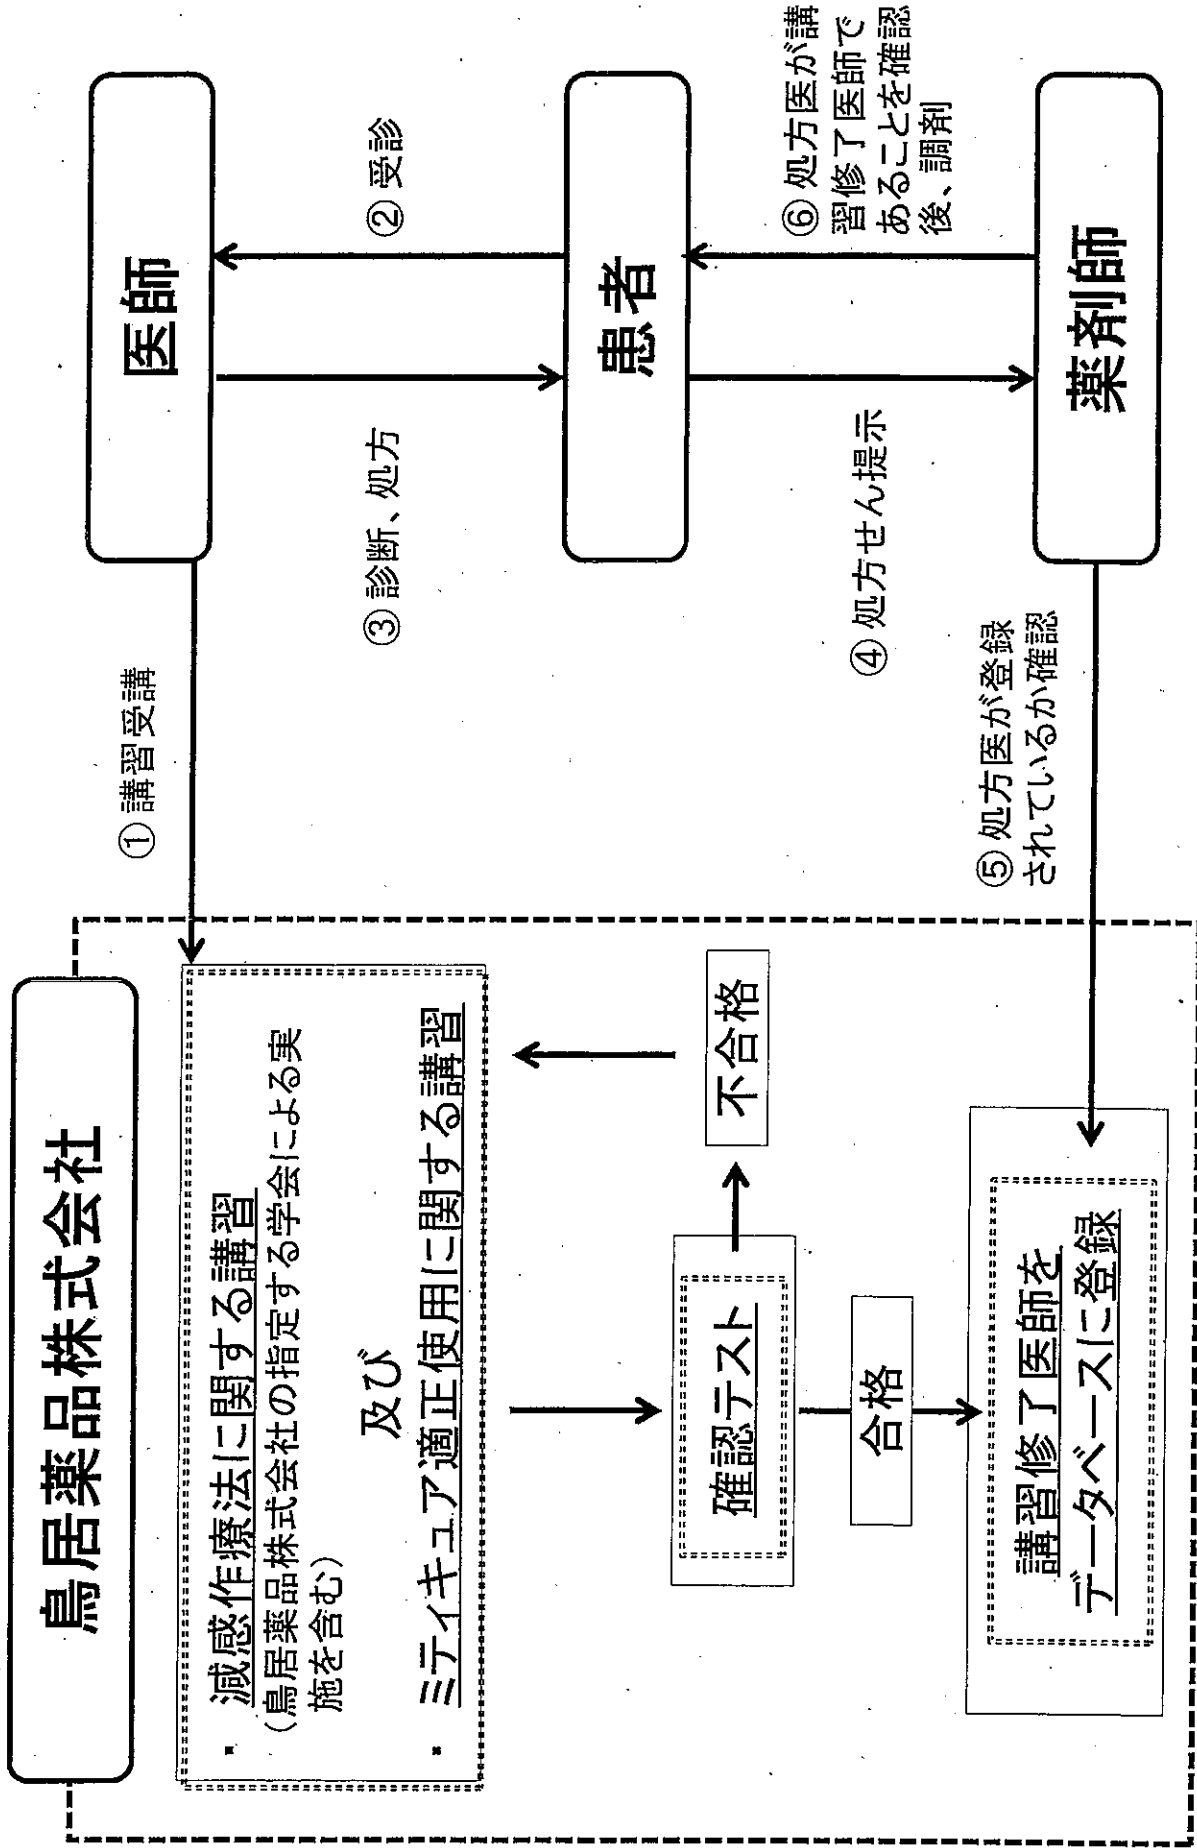 鳥居薬品株式会社
▪ 減感作療法に関する講習
（鳥居薬品株式会社の指定する学会による実
施を含む）
及び
▪ ミティキュア適正使用に関する講習
確認テスト
不合格
合格
講習修了医師を
データベースに登録
① 講習受講
医師
② 受診
③ 診断、処方
患者
④ 処方せん提示
⑥ 処方医が講
習修了医師で
あることを確認
後、調剤
⑤ 処方医が登録
されているか確認
薬剤師